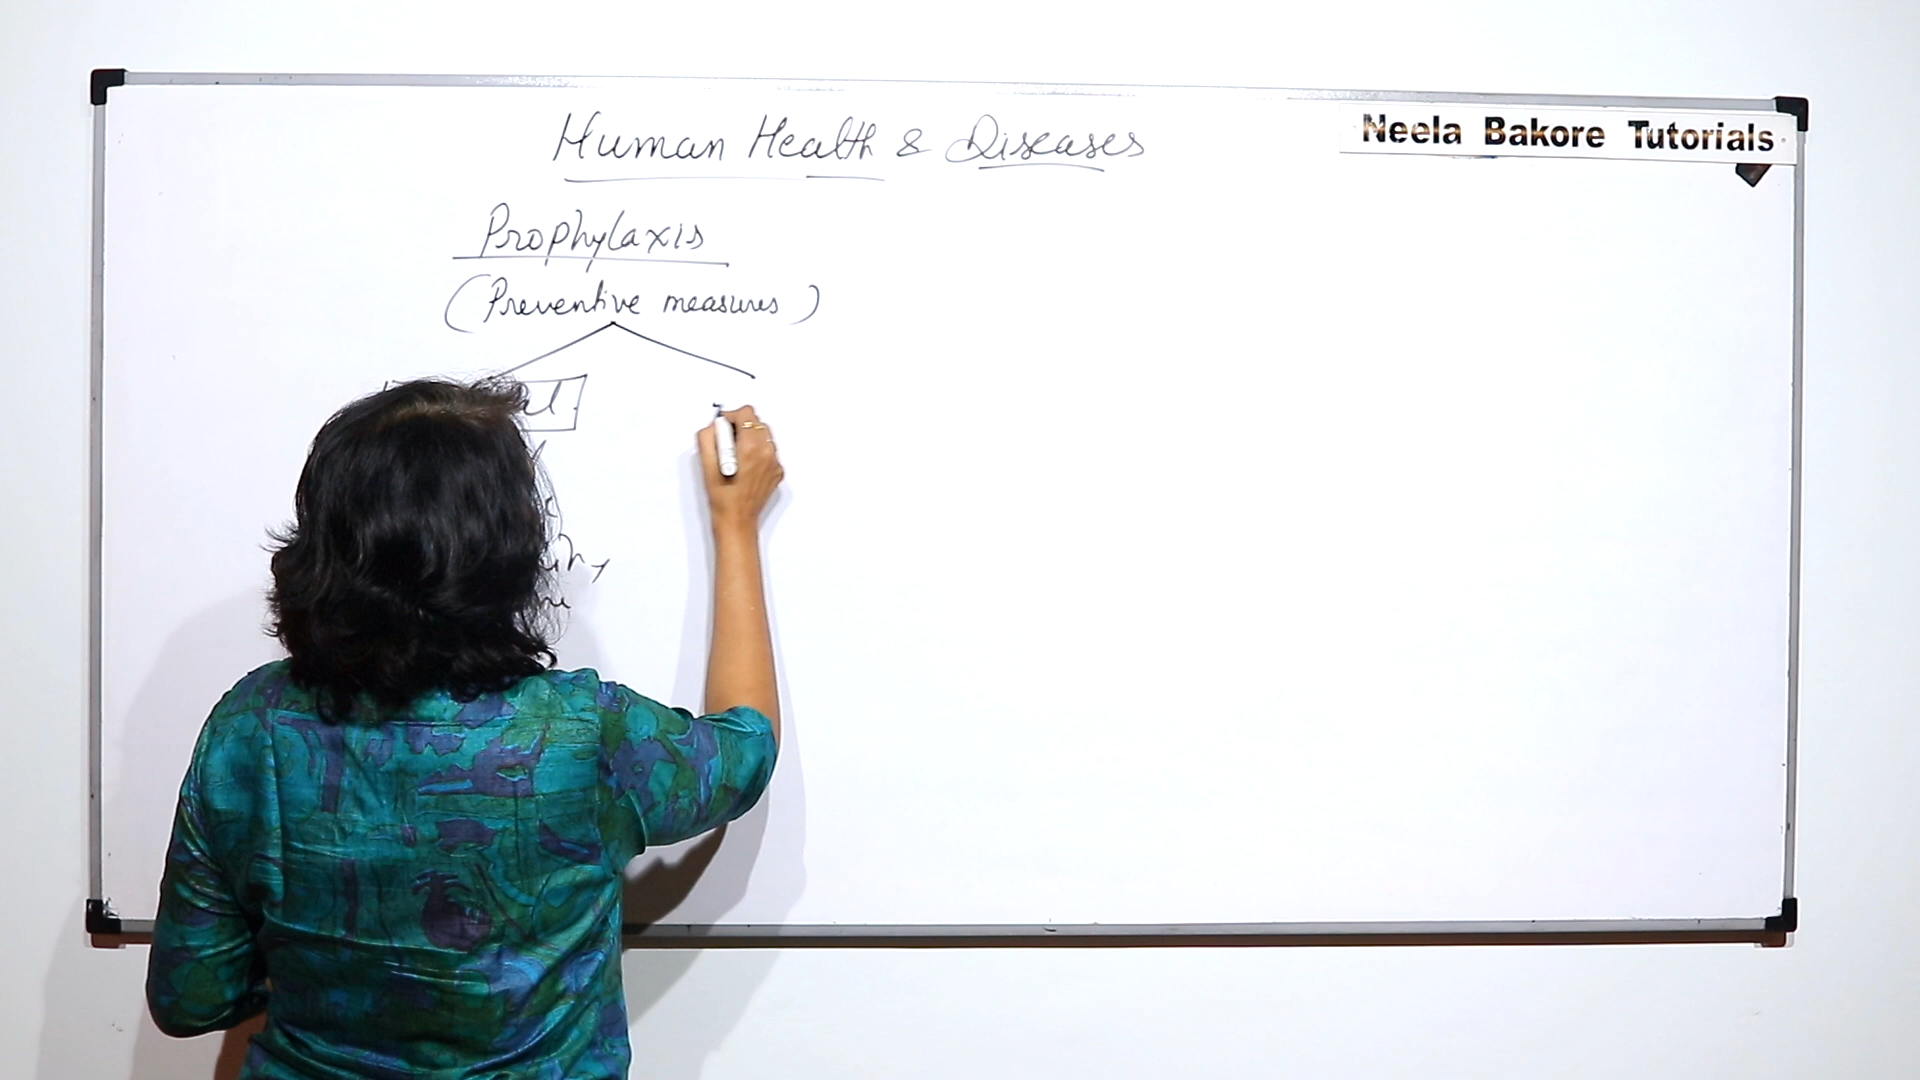 Human Health & Diseases
Neela Bakore Tutorials
Prophylaxis
(Preventive measures)